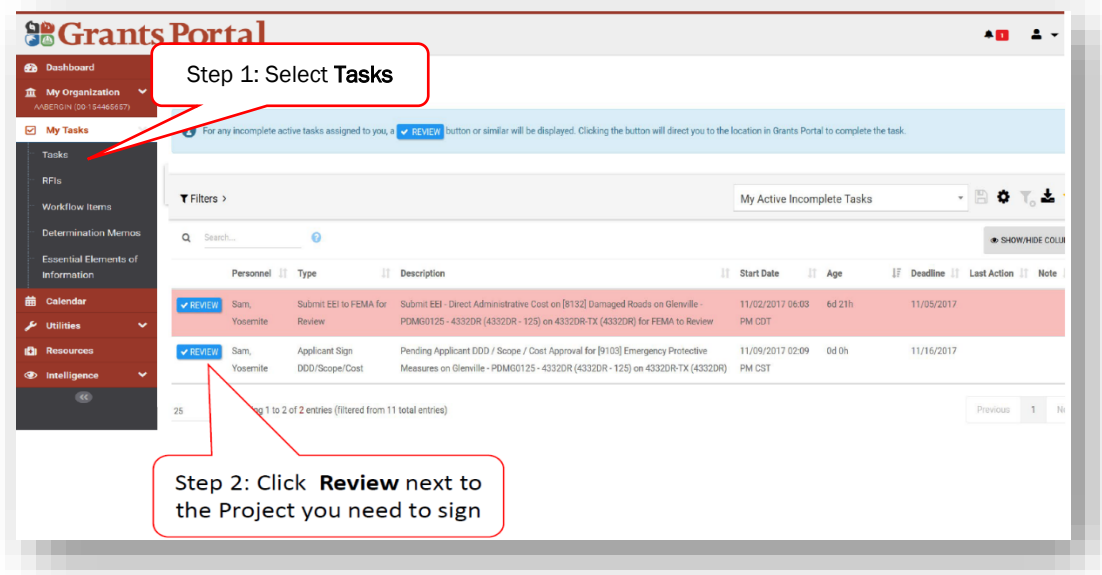 Grants Portal
1
Dashboard
My Organization
AABERGIN (00-154465657)
My Tasks
Tasks
RFIs
Workflow Items
Determination Memos
Essential Elements of
Information
Calendar
Utilities
Resources
Intelligence
Step 1: Select Tasks
For any incomplete active tasks assigned to you, a REVIEW button or similar will be displayed. Clicking the button will direct you to the location in Grants Portal to complete the task.
Filters >
My Active Incomplete Tasks
Search...
SHOW/HIDE COLU
Personnel Type Description Start Date Age Deadline Last Action Note
REVIEW Sam, Submit EEI to FEMA for Submit EEI - Direct Administrative Cost on [8132] Damaged Roads on Glenville - 11/02/2017 06:03 6d 21h 11/05/2017
Yosemite Review PDMG0125 - 4332DR (4332DR - 125) on 4332DR-TX (4332DR) for FEMA to Review PM CDT
REVIEW Sam, Applicant Sign Pending Applicant DDD / Scope / Cost Approval for [9103] Emergency Protective 11/09/2017 02:09 0d 0h 11/16/2017
Yosemite DDD/Scope/Cost Measures on Glenville - PDMG0125 - 4332DR (4332DR - 125) on 4332DR-TX (4332DR) PM CST
25 1 to 2 of 2 entries (filtered from 11 total entries) Previous 1
Step 2: Click Review next to
the Project you need to sign